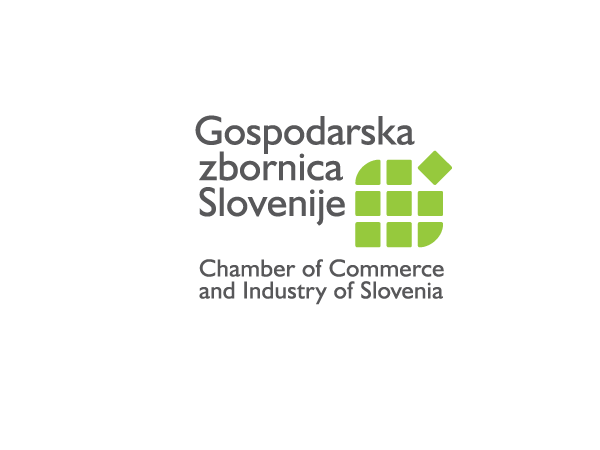 Gospodarska
zbornica
Slovenije
Chamber of Commerce
and Industry of Slovenia